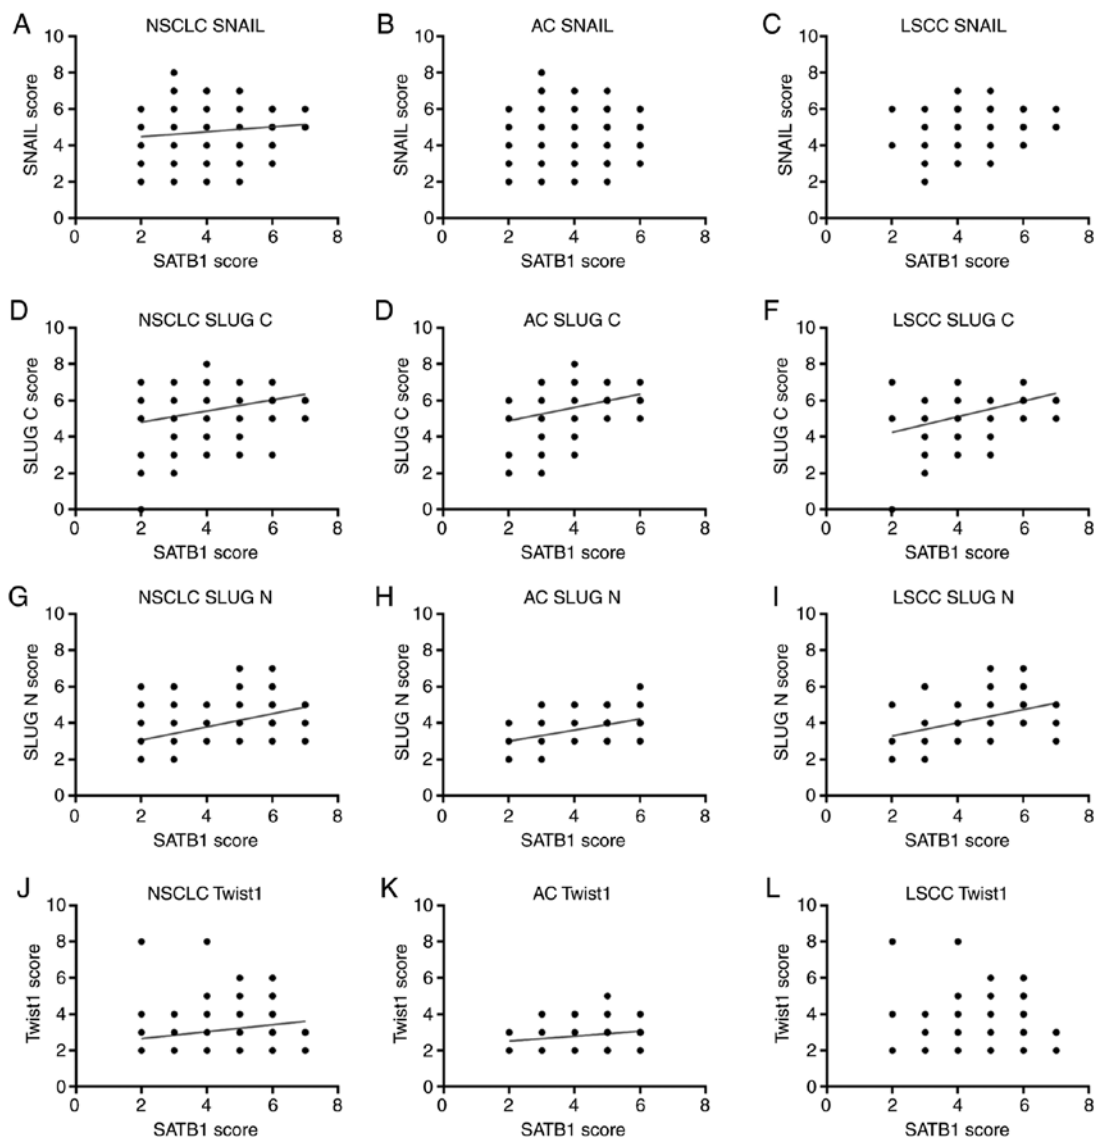 A
NSCLC SNAIL
SNAIL score
10
8
6
4
2
0
0 2 4 6 8
SATB1 score
B
AC SNAIL
SNAIL score
10
8
6
4
2
0
0 2 4 6 8
SATB1 score
C
LSCC SNAIL
SNAIL score
10
8
6
4
2
0
0 2 4 6 8
SATB1 score
D
NSCLC SLUG C
SLUG C score
10
8
6
4
2
0
0 2 4 6 8
SATB1 score
D
AC SLUG C
SLUG C score
10
8
6
4
2
0
0 2 4 6 8
SATB1 score
F
LSCC SLUG C
SLUG C score
10
8
6
4
2
0
0 2 4 6 8
SATB1 score
G
NSCLC SLUG N
SLUG N score
10
8
6
4
2
0
0 2 4 6 8
SATB1 score
H
AC SLUG N
SLUG N score
10
8
6
4
2
0
0 2 4 6 8
SATB1 score
I
LSCC SLUG N
SLUG N score
10
8
6
4
2
0
0 2 4 6 8
SATB1 score
J
NSCLC Twist1
Twist1 score
10
8
6
4
2
0
0 2 4 6 8
SATB1 score
K
AC Twist1
Twist1 score
10
8
6
4
2
0
0 2 4 6 8
SATB1 score
L
LSCC Twist1
Twist1 score
10
8
6
4
2
0
0 2 4 6 8
SATB1 score